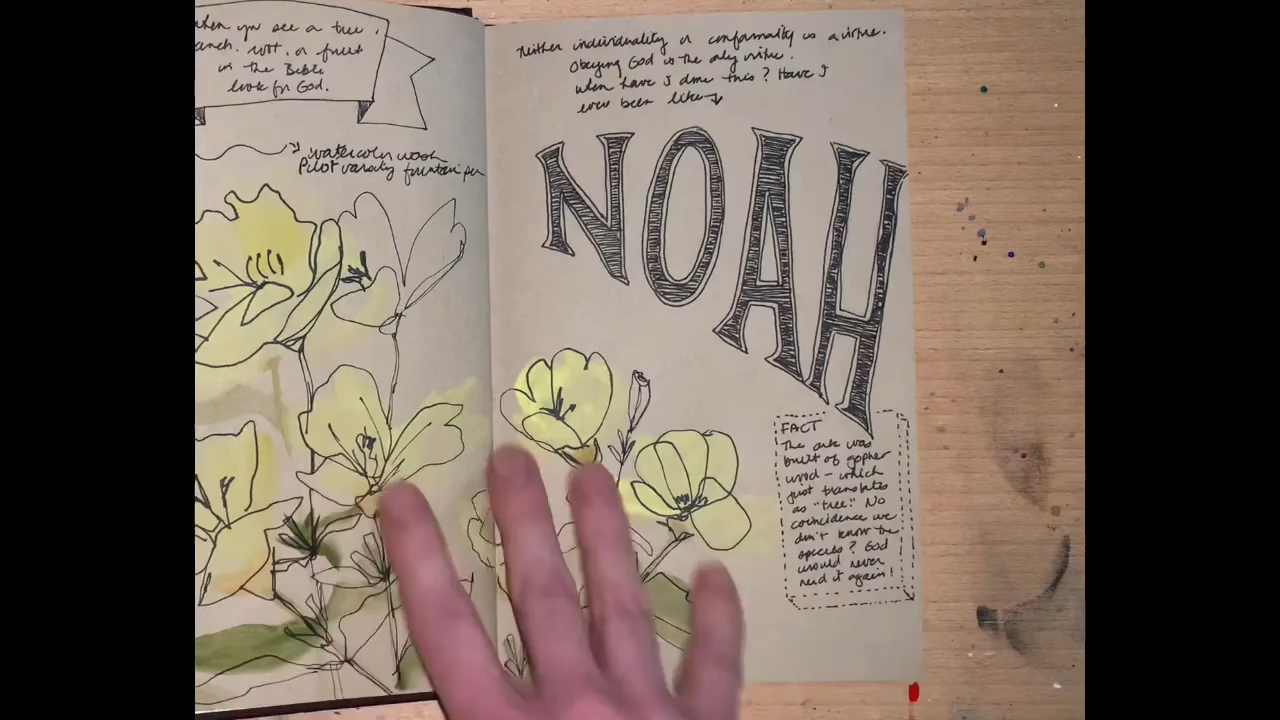 when you see a tree,
branch, root, or fruit
in the Bible
look for God.
watercolor wash
Pilot varsity fountain pen
Neither individuality or conformality is a virtue.
Obeying God is the only virtue.
When have I done this? Have I
ever been like
NOAH
FACT
The ark was
built of gopher
wood - which
just translates
as "tree." No
coincidence we
don't know the
species? God
would never
need it again!